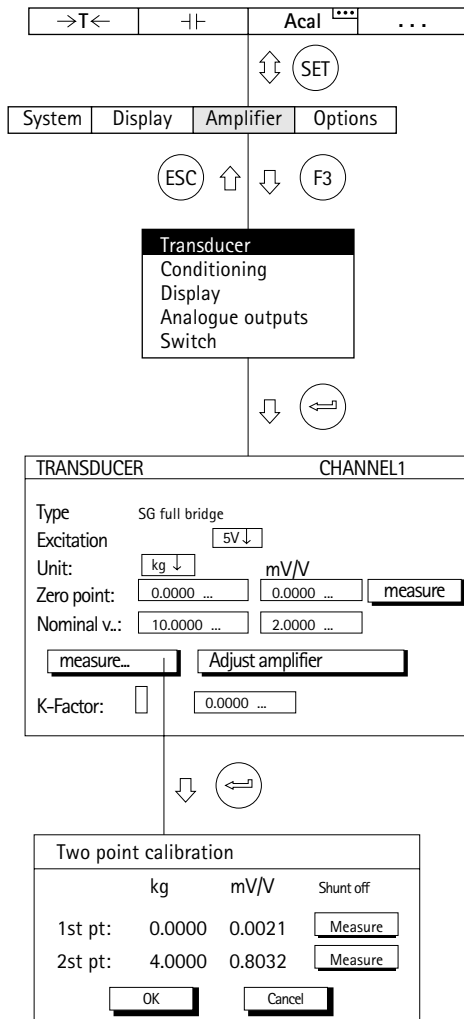 →T← ⊣⊢ Acal ...
SET
System Display Amplifier Options
ESC F3
Transducer
Conditioning
Display
Analogue outputs
Switch
TRANSDUCER CHANNEL1
Type SG full bridge
Excitation 5V↓
Unit: kg ↓ mV/V
Zero point: 0.0000 ... 0.0000 ... measure
Nominal v..: 10.0000 ... 2.0000 ...
measure... Adjust amplifier
K-Factor: 0.0000 ...
Two point calibration
kg mV/V Shunt off
1st pt: 0.0000 0.0021 Measure
2st pt: 4.0000 0.8032 Measure
OK Cancel